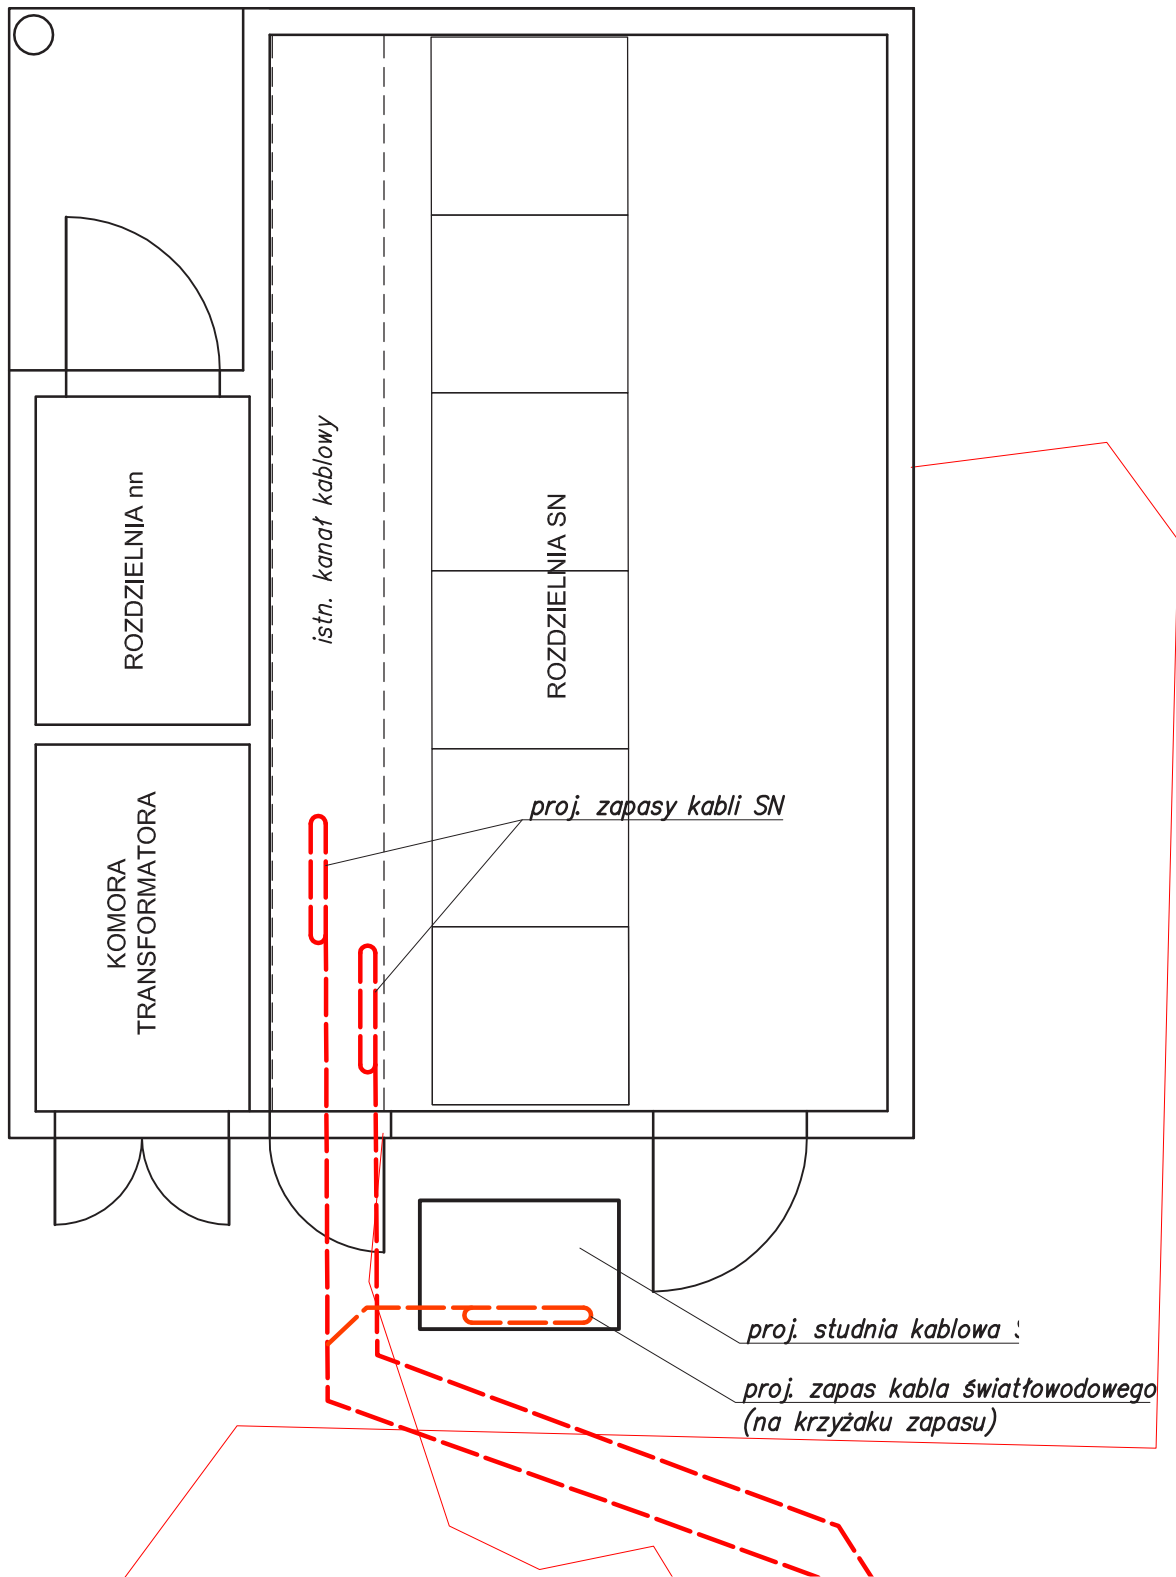 ROZDZIELNIA nn
istn. kanał kablowy
ROZDZIELNIA SN
proj. zapasy kabli SN
KOMORA
TRANSFORMATORA
proj. studnia kablowa
proj. zapas kabla światłowodowego
(na krzyżaku zapasu)